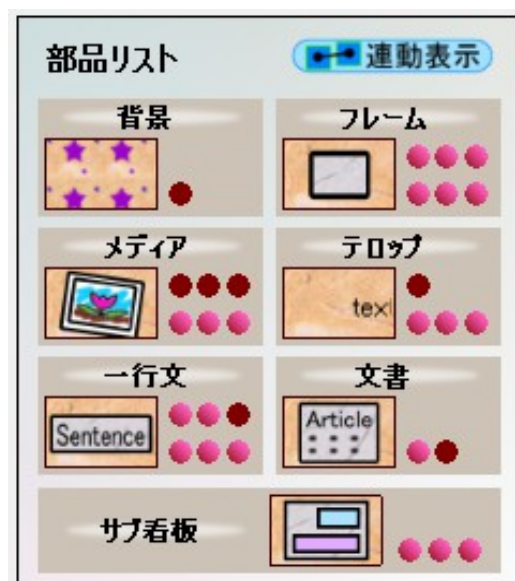 部品リスト
連動表示
背景
フレーム
メディア
テロップ
text
一行文
Sentence
文書
Article
サブ看板